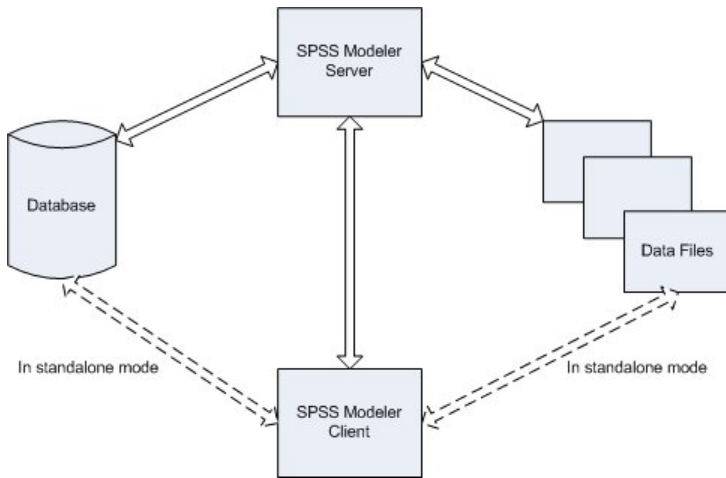 SPSS Modeler
Server
Database
Data Files
In standalone mode
In standalone mode
SPSS Modeler
Client